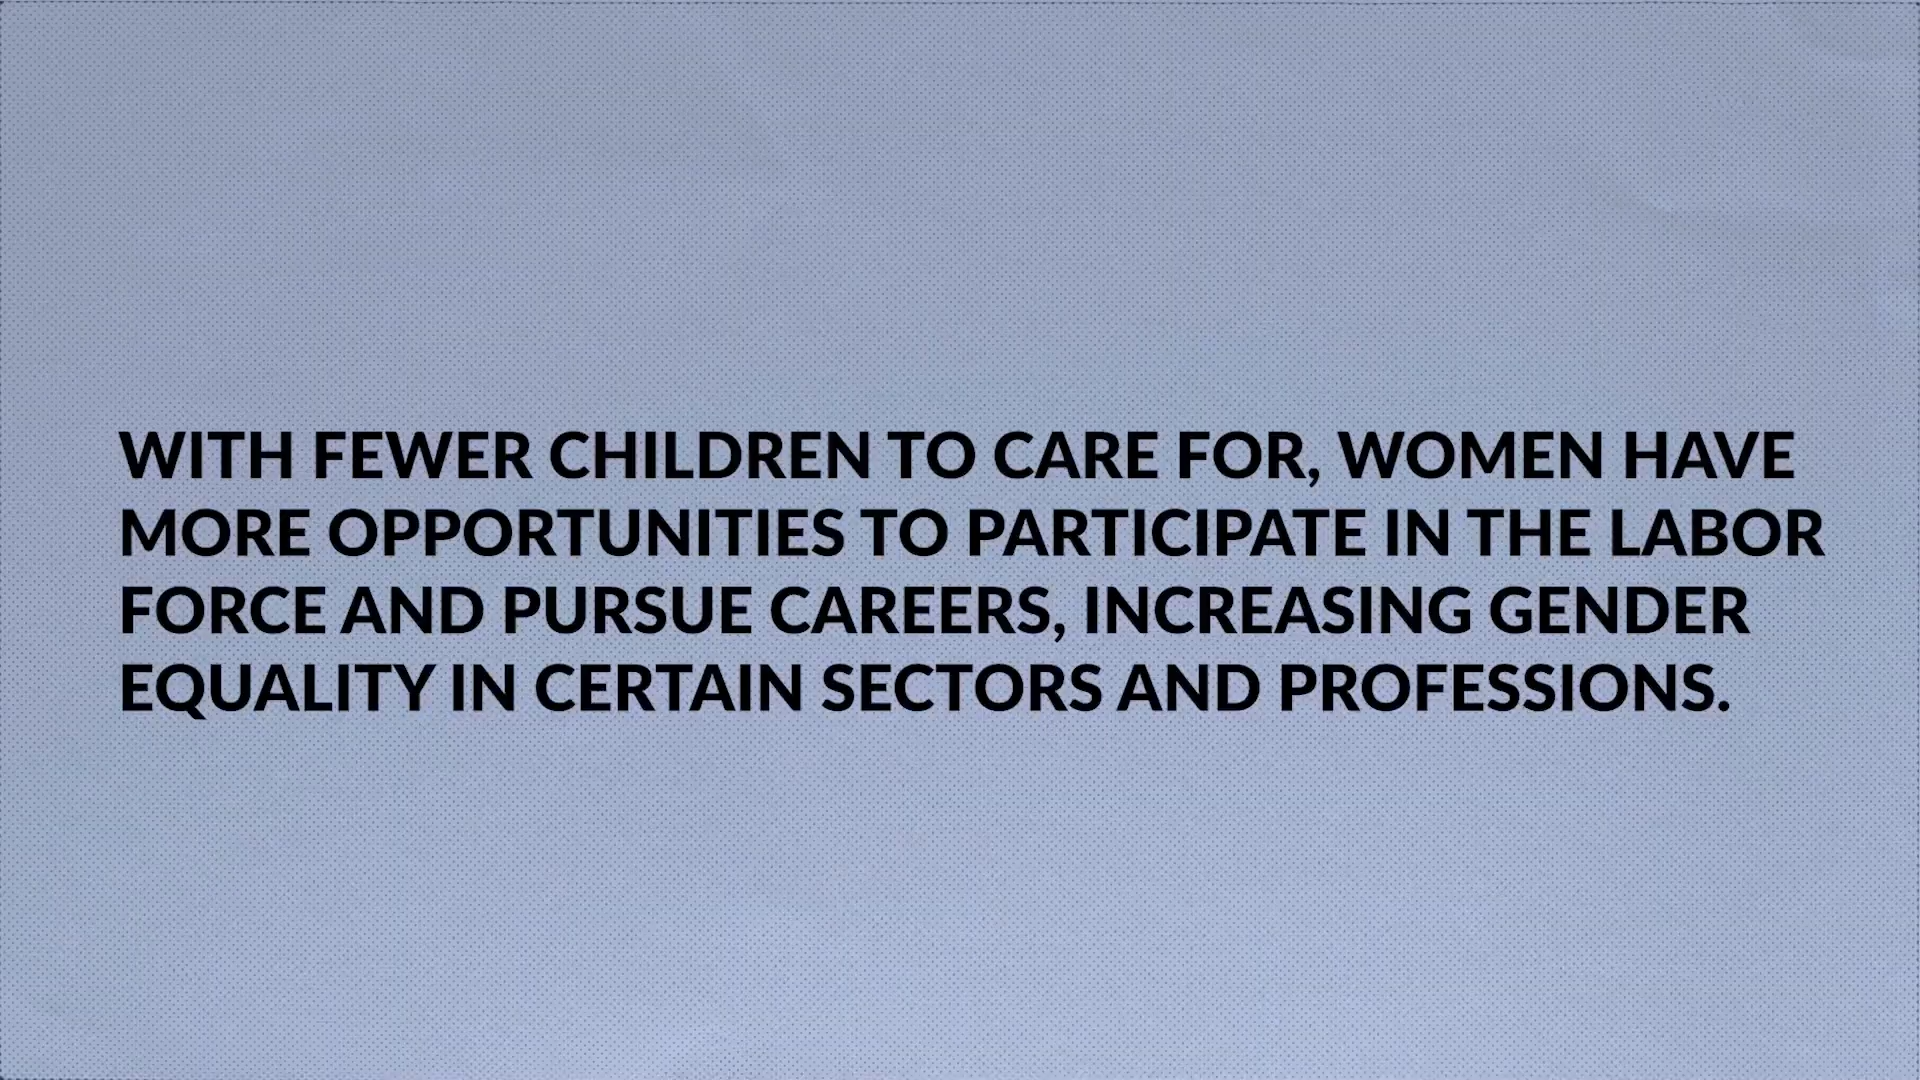 WITH FEWER CHILDREN TO CARE FOR, WOMEN HAVE
MORE OPPORTUNITIES TO PARTICIPATE IN THE LABOR
FORCE AND PURSUE CAREERS, INCREASING GENDER
EQUALITY IN CERTAIN SECTORS AND PROFESSIONS.